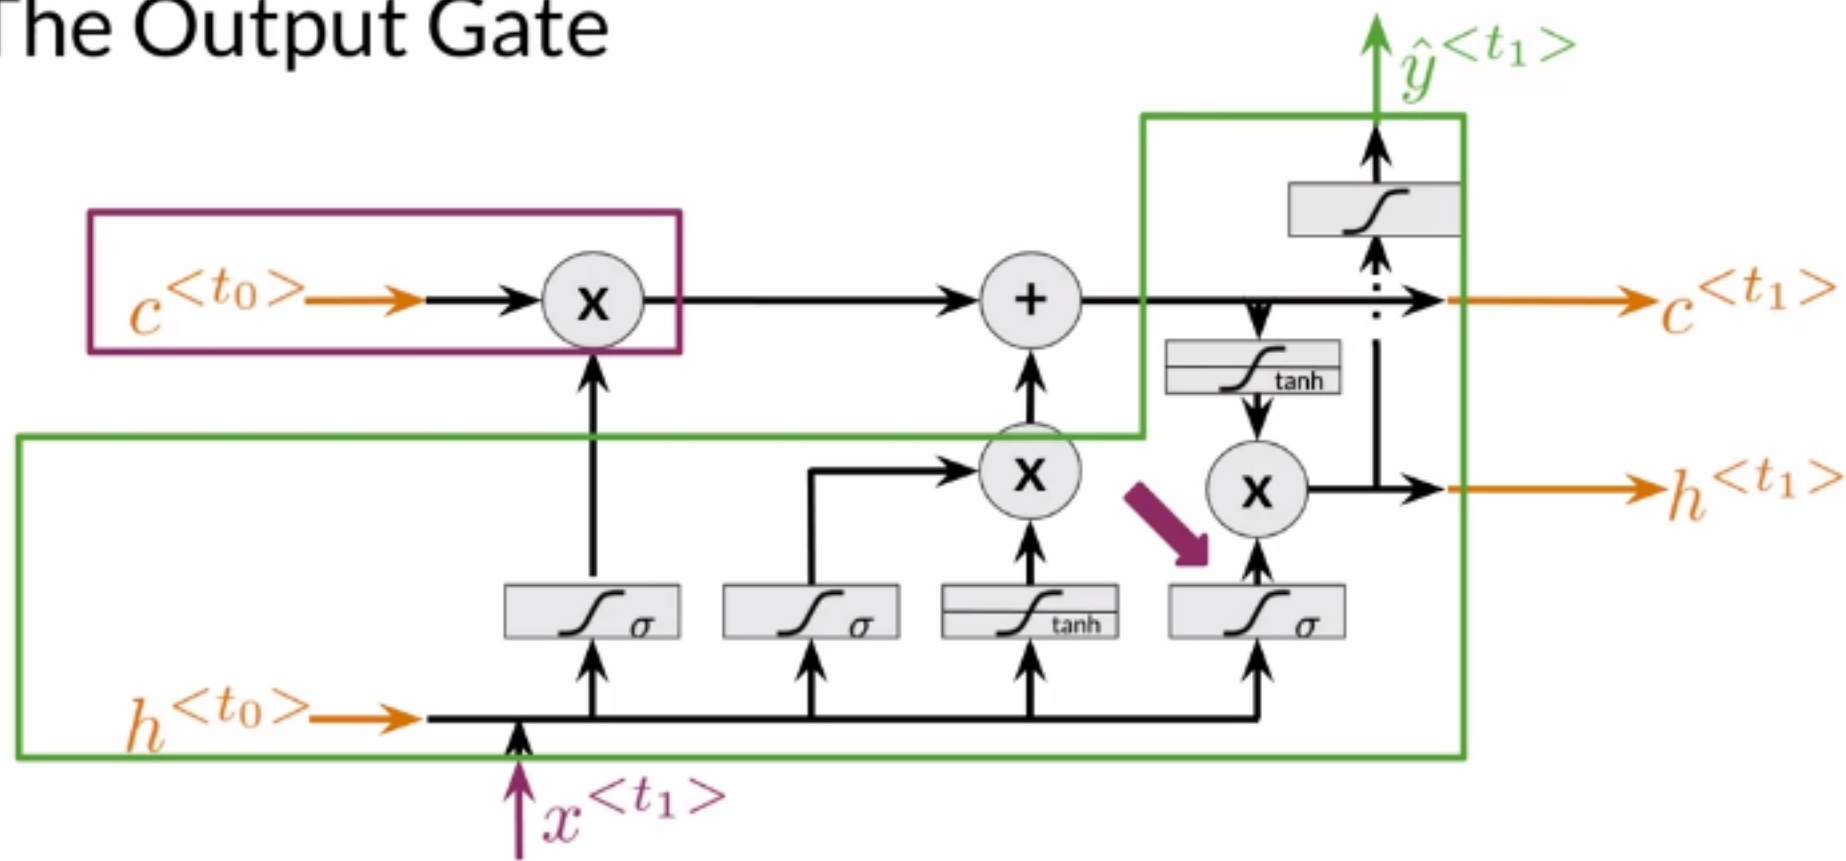 The Output Gate
ŷ<t₁>
c<t₀>
x
+
c<t₁>
tanh
x
x
h<t₁>
σ
σ
tanh
σ
h<t₀>
x<t₁>